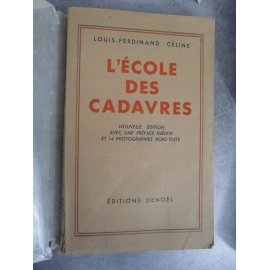 LOUIS-FERDINAND CÉLINE
L'ÉCOLE
DES
CADAVRES
NOUVELLE ÉDITION
AVEC UNE PRÉFACE INÉDITE
ET 14 PHOTOGRAPHIES HORS-TEXTE
ÉDITIONS DENOËL